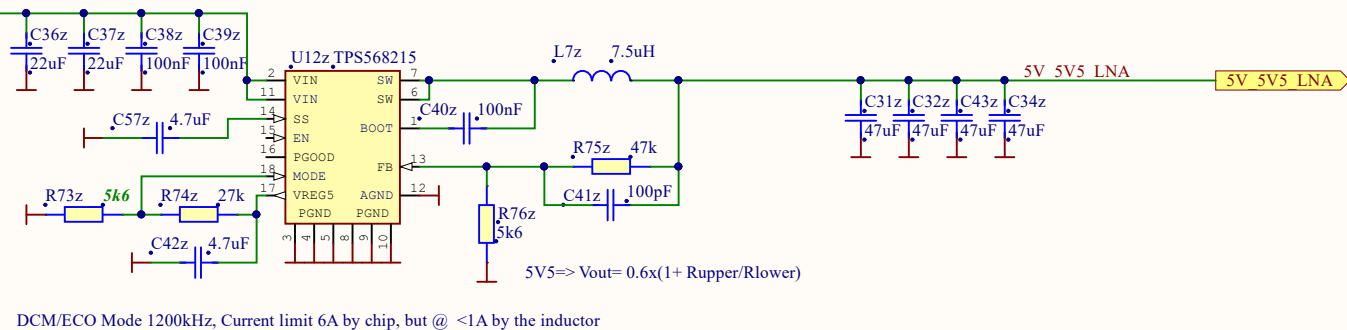 C36z
C37z
C38z
C39z
22uF
22uF
100nF
100nF
U12z TPS568215
2 VIN
11 VIN
14 SS
15 EN
16 PGOOD
18 MODE
17 VREG5
SW 7
SW 6
BOOT 1
FB 13
AGND 12
PGND PGND
3 4 5 8 9 10
C57z 4.7uF
R73z 5k6
R74z 27k
C42z 4.7uF
L7z 7.5uH
C40z 100nF
R75z 47k
C41z 100pF
R76z
5k6
C31z
C32z
C43z
C34z
47uF
47uF
47uF
47uF
5V_5V5_LNA
5V_5V5_LNA
5V5=> Vout= 0.6x(1+ Rupper/Rlower)
DCM/ECO Mode 1200kHz, Current limit 6A by chip, but @ <1A by the inductor